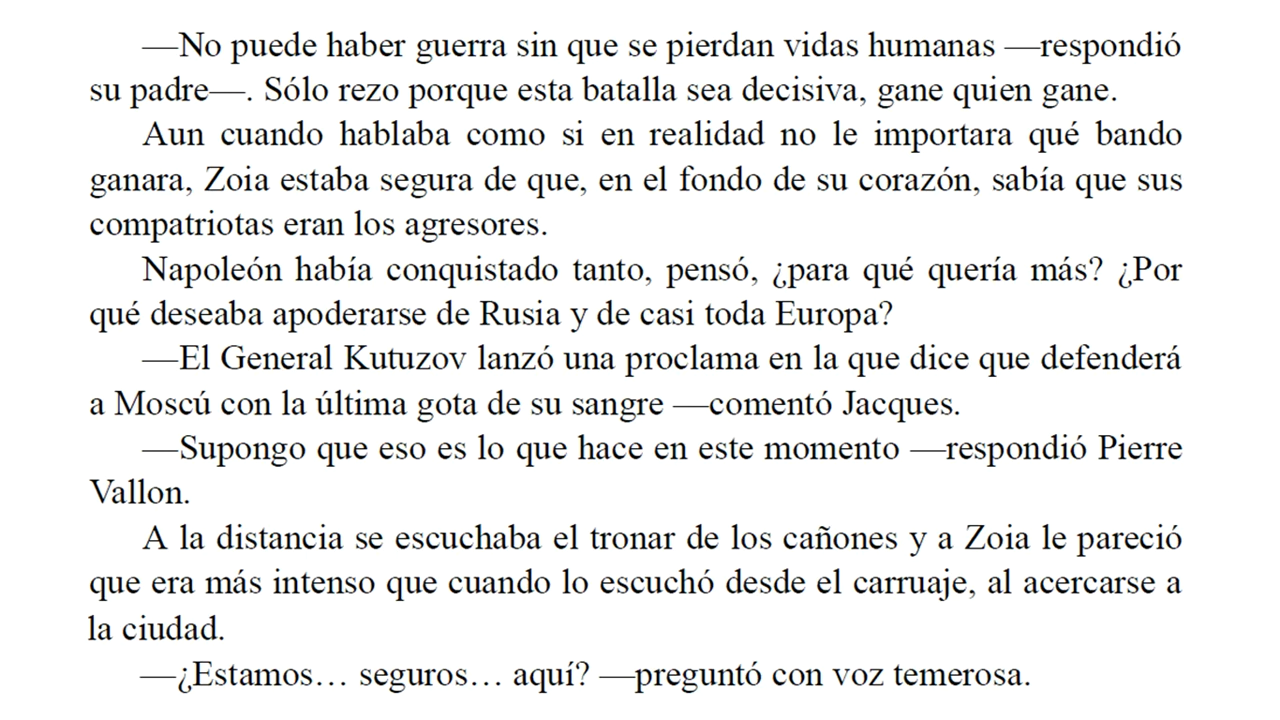 —No puede haber guerra sin que se pierdan vidas humanas —respondió
su padre—. Sólo rezo porque esta batalla sea decisiva, gane quien gane.
Aun cuando hablaba como si en realidad no le importara qué bando
ganara, Zoia estaba segura de que, en el fondo de su corazón, sabía que sus
compatriotas eran los agresores.
Napoleón había conquistado tanto, pensó, ¿para qué quería más? ¿Por
qué deseaba apoderarse de Rusia y de casi toda Europa?
—El General Kutuzov lanzó una proclama en la que dice que defenderá
a Moscú con la última gota de su sangre —comentó Jacques.
—Supongo que eso es lo que hace en este momento —respondió Pierre
Vallon.
A la distancia se escuchaba el tronar de los cañones y a Zoia le pareció
que era más intenso que cuando lo escuchó desde el carruaje, al acercarse a
la ciudad.
—¿Estamos… seguros… aquí? —preguntó con voz temerosa.